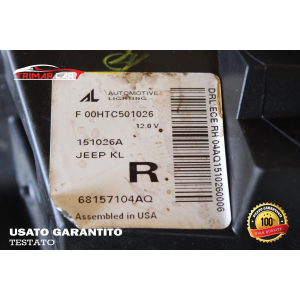 TRIMARCAR
AL AUTOMOTIVE
LIGHTING
F 00HTC501026
12.0 V
151026A
JEEP KL
R
68157104AQ
Assembled in USA
DRL ECE RH 04AQ1510260006
USATO GARANTITO
TESTATO
100